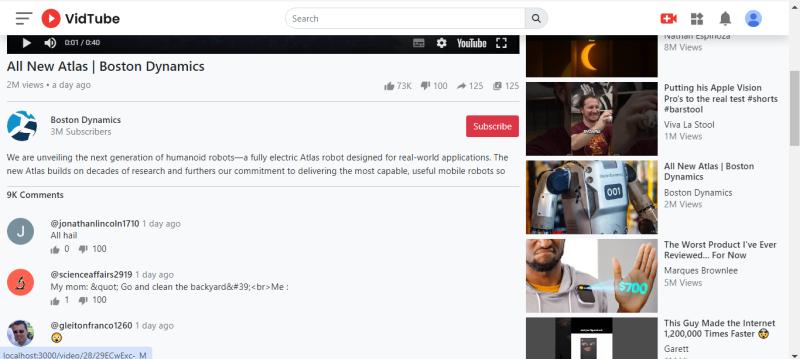 VidTube
Search
0:01 / 0:40
YouTube
All New Atlas | Boston Dynamics
2M views • a day ago
73K
100
125
125
Boston Dynamics
3M Subscribers
Subscribe
We are unveiling the next generation of humanoid robots—a fully electric Atlas robot designed for real-world applications. The
new Atlas builds on decades of research and furthers our commitment to delivering the most capable, useful mobile robots so
9K Comments
J
@jonathanlincoln1710 1 day ago
All hail
0
100
@scienceaffairs2919 1 day ago
My mom: &quot; Go and clean the backyard&#39;<br>Me :
1
100
@gleitonfranco1260 1 day ago
😱
localhost:3000/video/28/29ECwExc-_M
Nathan Espinoza
8M Views
Putting his Apple Vision
Pro's to the real test #shorts
#barstool
Viva La Stool
1M Views
001
All New Atlas | Boston
Dynamics
Boston Dynamics
2M Views
$700
The Worst Product I've Ever
Reviewed... For Now
Marques Brownlee
5M Views
This Guy Made the Internet
1,200,000 Times Faster 🤯
Garett